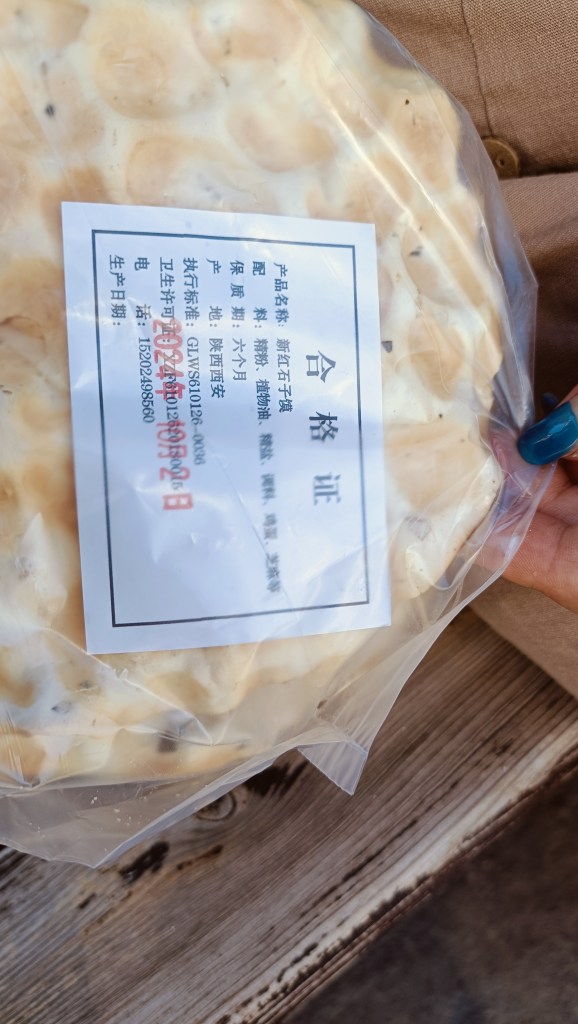 合格证
产品名称: 新红石子馍
配 料: 精粉、植物油、精盐、调料、鸡蛋、芝麻等
保 质 期: 六个月
产 地: 陕西西安
执行标准: GLWS610126-0036
卫生许可证:
电 话: 15202498560
生产日期:
2024年10月2日